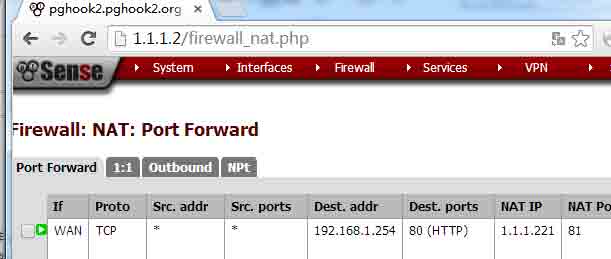 pghook2.pghook2.org
1.1.1.2/firewall_nat.php
Sense System Interfaces Firewall Services VPN
Firewall: NAT: Port Forward
Port Forward 1:1 Outbound NPt
If Proto Src. addr Src. ports Dest. addr Dest. ports NAT IP NAT Po
WAN TCP * * 192.168.1.254 80 (HTTP) 1.1.1.221 81